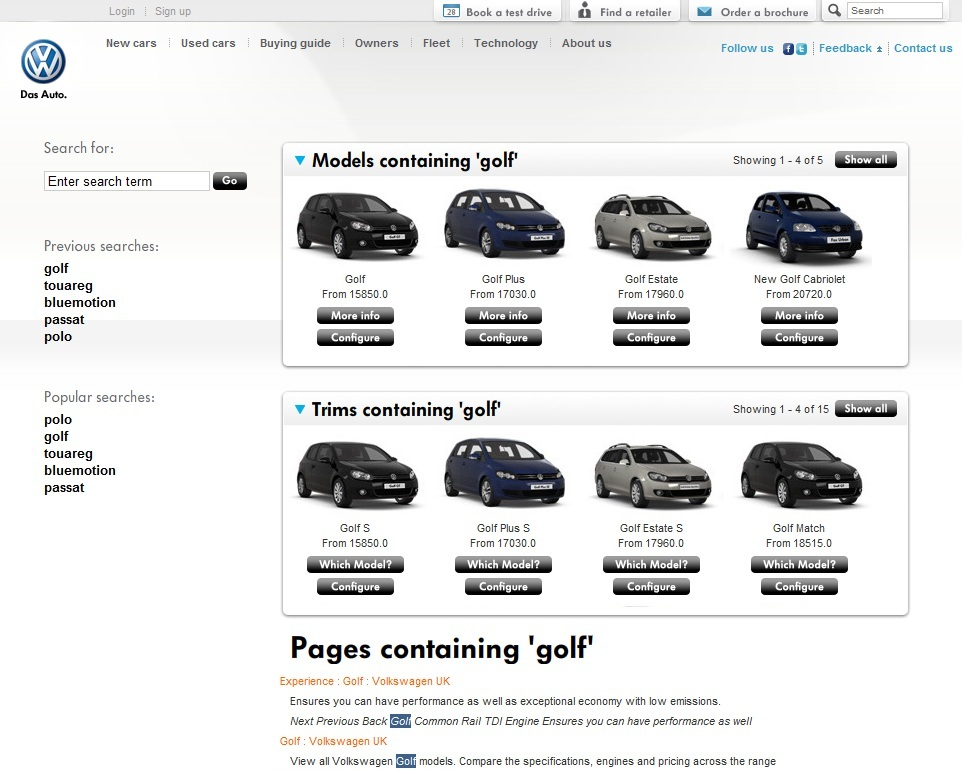 Login Sign up
28 Book a test drive
Find a retailer
Order a brochure
Search
New cars Used cars Buying guide Owners Fleet Technology About us
Follow us Feedback Contact us
Das Auto.
Search for:
Enter search term Go
Previous searches:
golf
touareg
bluemotion
passat
polo
Popular searches:
polo
golf
touareg
bluemotion
passat
Models containing 'golf'
Showing 1 - 4 of 5 Show all
Golf Golf Plus Golf Estate New Golf Cabriolet
From 15850.0 From 17030.0 From 17960.0 From 20720.0
More info More info More info More info
Configure Configure Configure Configure
Trims containing 'golf'
Showing 1 - 4 of 15 Show all
Golf S Golf Plus S Golf Estate S Golf Match
From 15850.0 From 17030.0 From 17960.0 From 18515.0
Which Model? Which Model? Which Model? Which Model?
Configure Configure Configure Configure
Pages containing 'golf'
Experience : Golf : Volkswagen UK
Ensures you can have performance as well as exceptional economy with low emissions.
Next Previous Back Golf Common Rail TDI Engine Ensures you can have performance as well
Golf : Volkswagen UK
View all Volkswagen Golf models. Compare the specifications, engines and pricing across the range